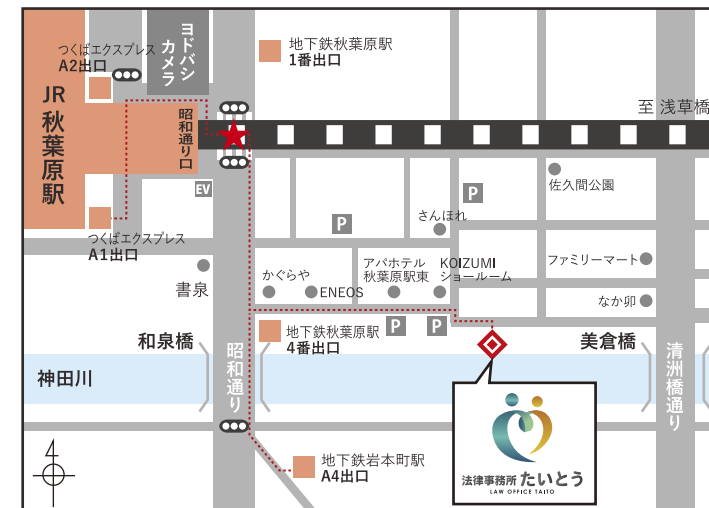 つくばエクスプレス
A2出口
ヨドバシ
カメラ
地下鉄秋葉原駅
1番出口
JR
秋葉原駅
昭和通り口
至 浅草橋
EV
つくばエクスプレス
A1出口
書泉
P
さんぽれ
P
佐久間公園
かぐらや
ENEOS
アパホテル
秋葉原駅東
KOIZUMI
ショールーム
ファミリーマート
なか卯
地下鉄秋葉原駅
4番出口
P
P
和泉橋
昭和通り
美倉橋
清洲橋通り
神田川
法律事務所 たいとう
LAW OFFICE TAITO
地下鉄岩本町駅
A4出口
4